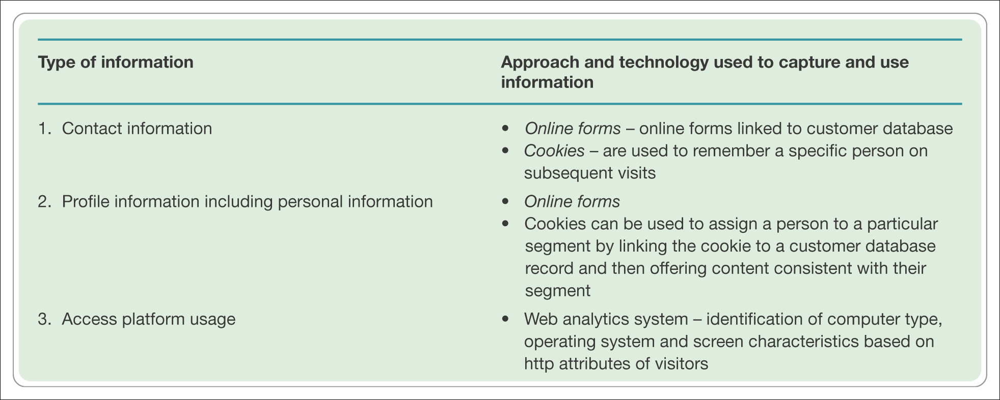 Type of information
Approach and technology used to capture and use
information
1. Contact information
• Online forms – online forms linked to customer database
• Cookies – are used to remember a specific person on
subsequent visits
2. Profile information including personal information
• Online forms
• Cookies can be used to assign a person to a particular
segment by linking the cookie to a customer database
record and then offering content consistent with their
segment
3. Access platform usage
• Web analytics system – identification of computer type,
operating system and screen characteristics based on
http attributes of visitors